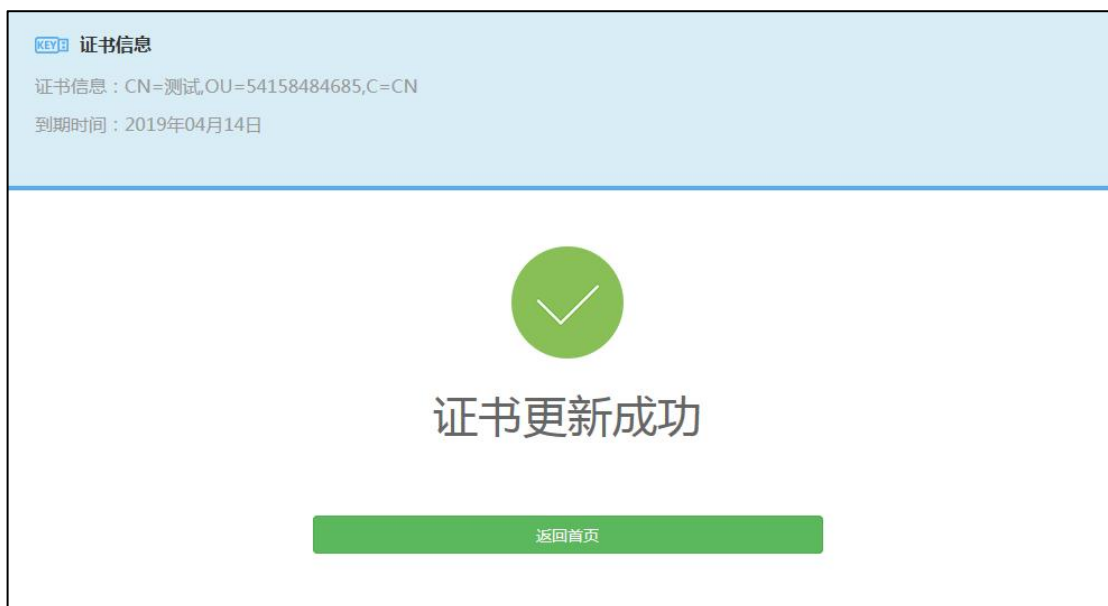 KEY 证书信息
证书信息：CN=测试,OU=54158484685,C=CN
到期时间：2019年04月14日
证书更新成功
返回首页